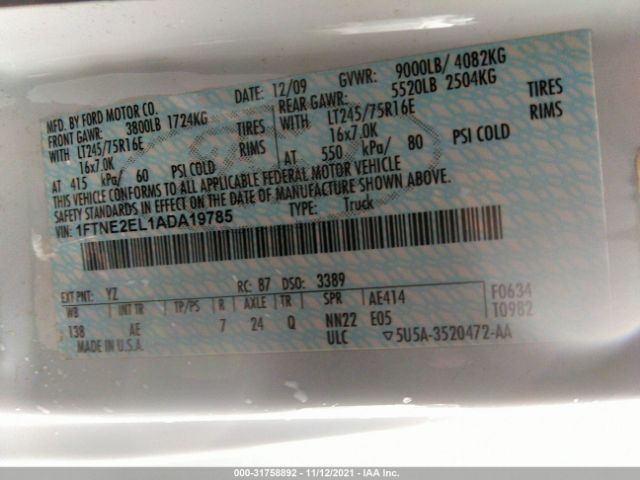 MFD. BY FORD MOTOR CO. DATE: 12/09 GVWR: 9000LB/ 4082KG
FRONT GAWR: 3800LB 1724KG REAR GAWR: 5520LB 2504KG
WITH LT245/75R16E TIRES WITH LT245/75R16E TIRES
16x7.0K RIMS 16x7.0K RIMS
AT 415 kPa/ 60 PSI COLD AT 550 kPa/ 80 PSI COLD
THIS VEHICLE CONFORMS TO ALL APPLICABLE FEDERAL MOTOR VEHICLE
SAFETY STANDARDS IN EFFECT ON THE DATE OF MANUFACTURE SHOWN ABOVE.
VIN: 1FTNE2EL1ADA19785 TYPE: Truck
EXT PNT: YZ RC: 87 DSO: 3389
WB INT TR TP/PS R AXLE TR SPR AE414 F0634
138 AE 7 24 Q NN22 E05 T0982
MADE IN U.S.A. ULC ▽5U5A-3520472-AA
000-31758892 - 11/12/2021 - IAA Inc.